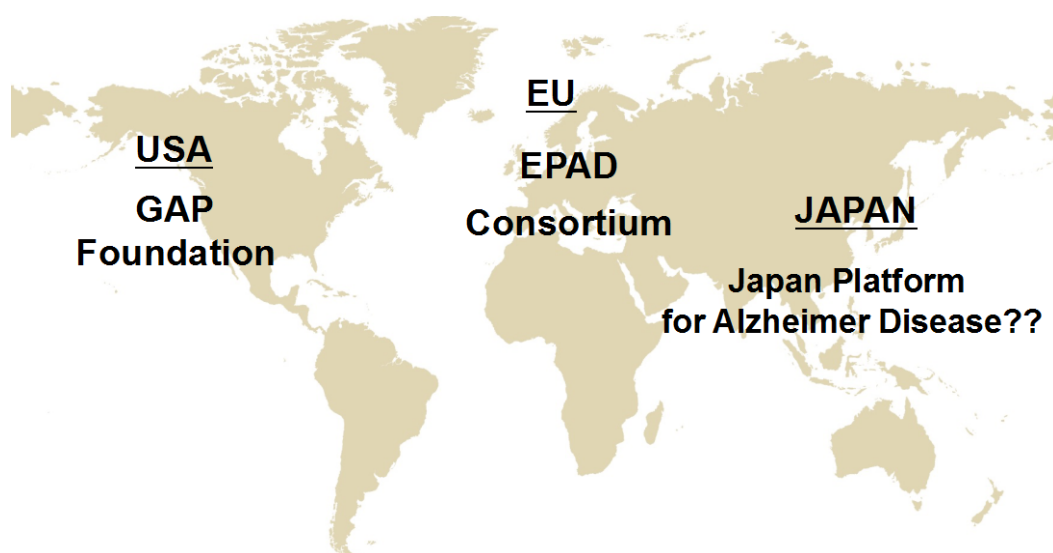 USA
GAP
Foundation
EU
EPAD
Consortium
JAPAN
Japan Platform
for Alzheimer Disease??